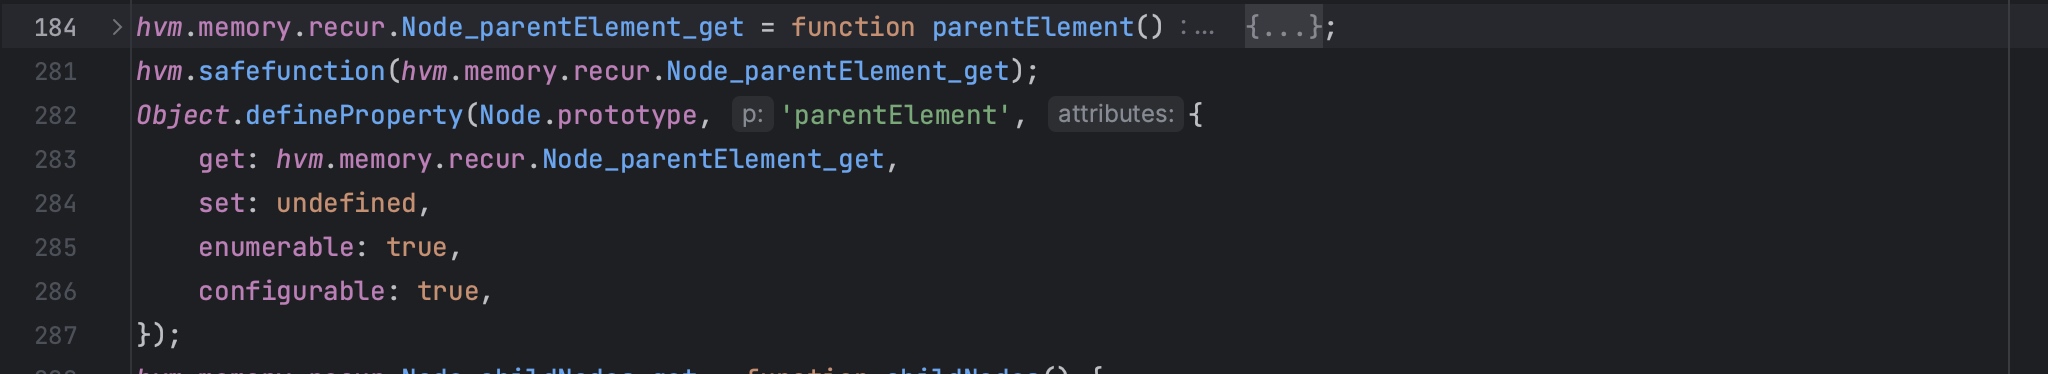 184 > hvm.memory.recur.Node_parentElement_get = function parentElement() :... {...};
281 hvm.safefunction(hvm.memory.recur.Node_parentElement_get);
282 Object.defineProperty(Node.prototype, p: 'parentElement', attributes: {
283     get: hvm.memory.recur.Node_parentElement_get,
284     set: undefined,
285     enumerable: true,
286     configurable: true,
287 });